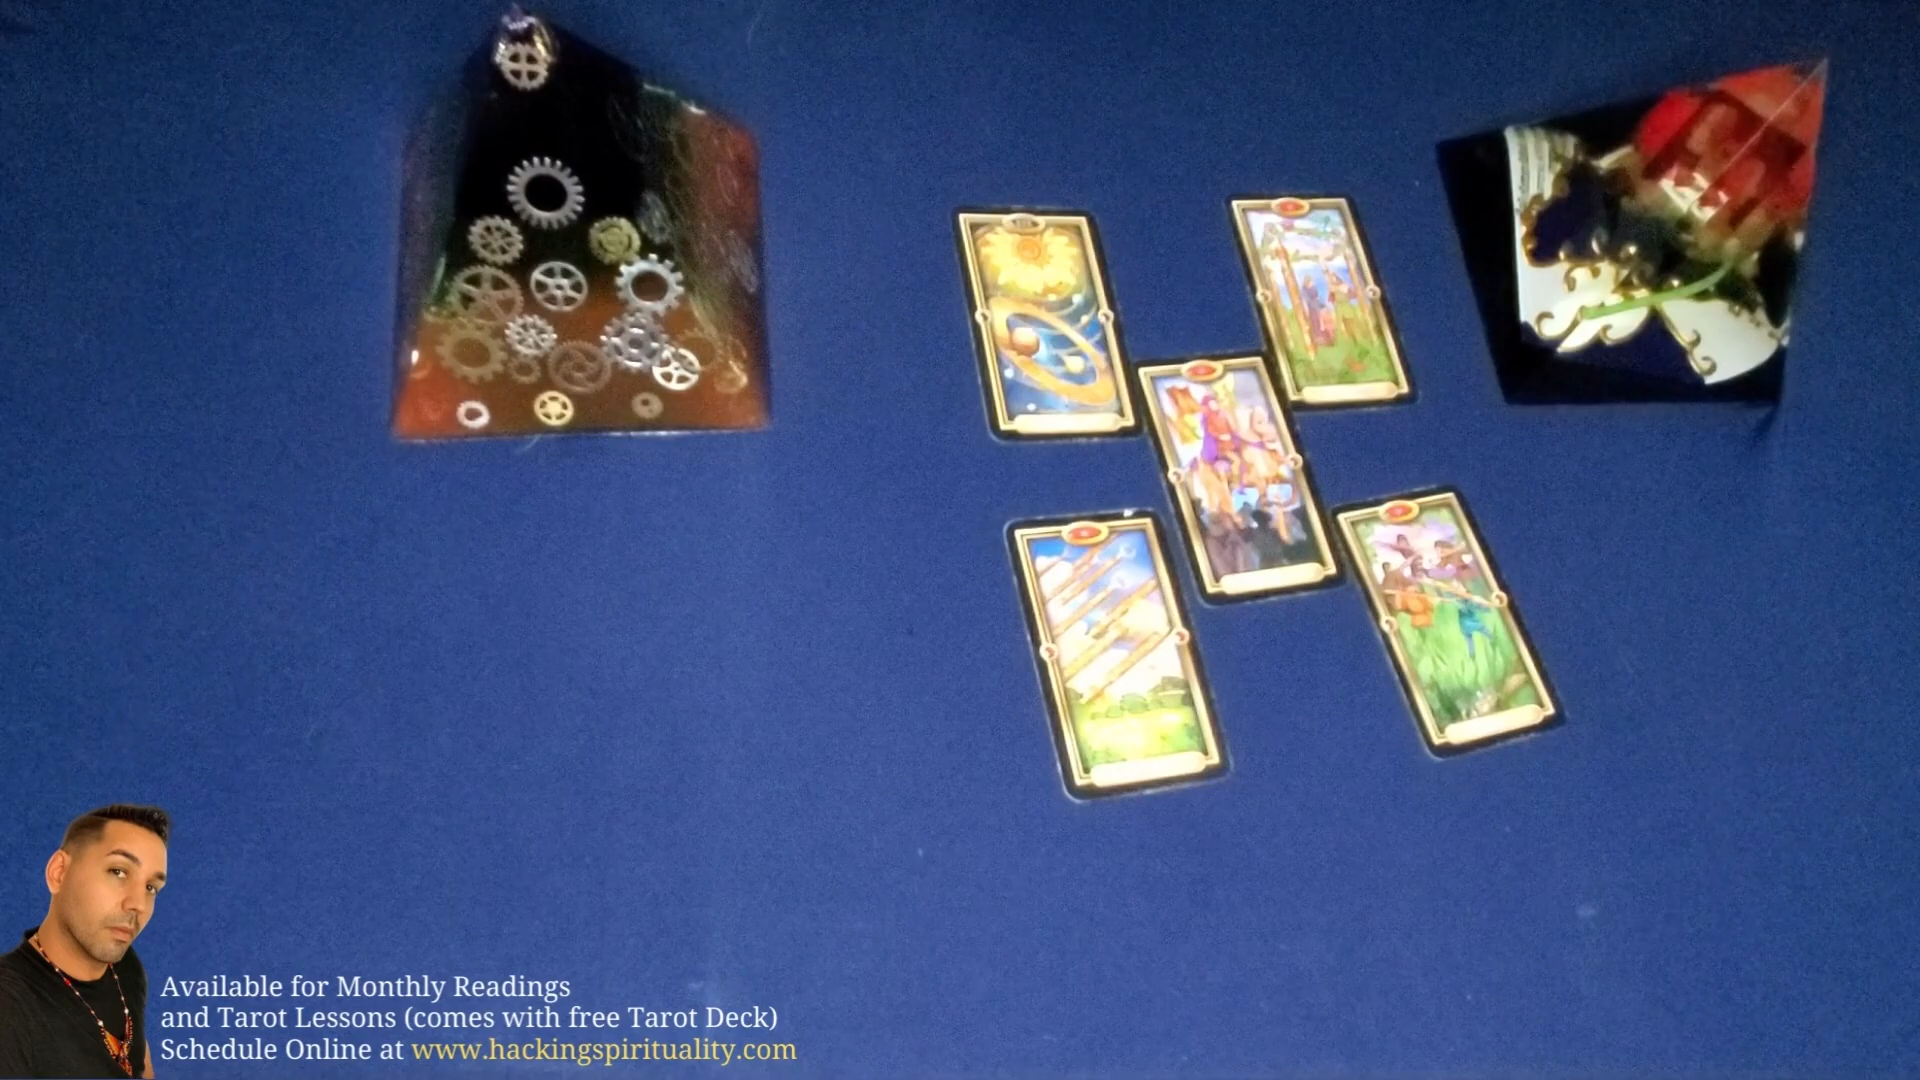 Available for Monthly Readings
and Tarot Lessons (comes with free Tarot Deck)
Schedule Online at www.hackingspirituality.com